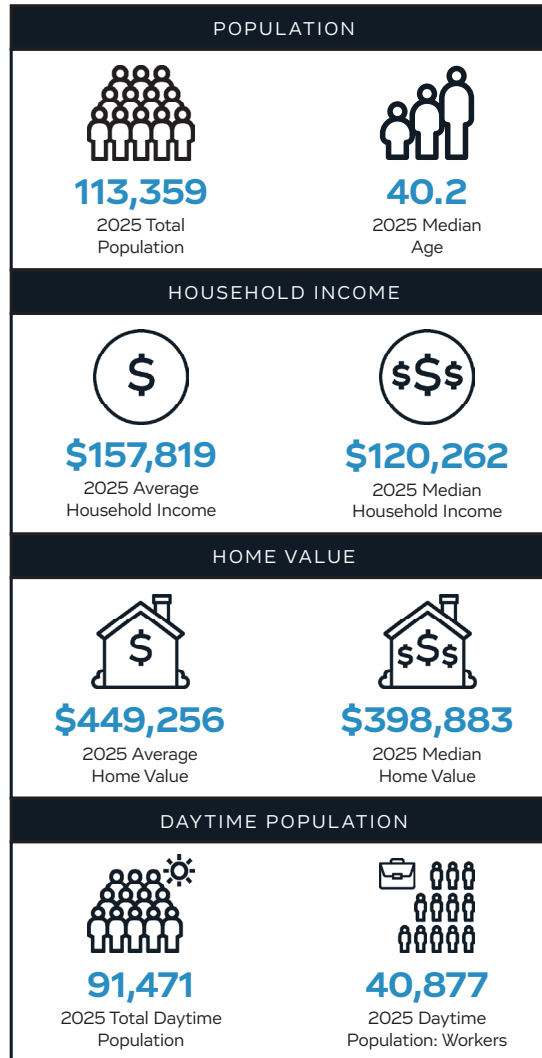 POPULATION
113,359
2025 Total
Population
40.2
2025 Median
Age
HOUSEHOLD INCOME
$
$157,819
2025 Average
Household Income
$$$
$120,262
2025 Median
Household Income
HOME VALUE
$
$449,256
2025 Average
Home Value
$$$
$398,883
2025 Median
Home Value
DAYTIME POPULATION
91,471
2025 Total Daytime
Population
40,877
2025 Daytime
Population: Workers